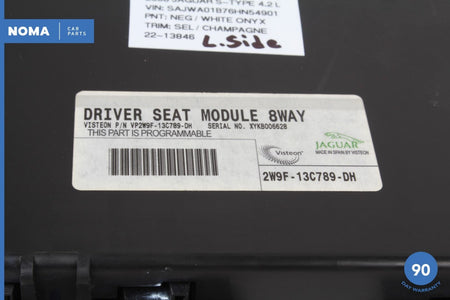 NOMA CAR PARTS
JAGUAR S-TYPE 4.2 L
VIN: SAJWA01B76HN54901
PNT: NEG / WHITE ONYX
TRIM: SEL / CHAMPAGNE
22-13846 L.Side
DRIVER SEAT MODULE 8WAY
VISTEON P/N VP2W9F-13C789-DH SERIAL NO. XYKB006628
THIS PART IS PROGRAMMABLE
Visteon
JAGUAR
MADE IN SPAIN BY VISTEON
2W9F-13C789-DH
90
DAY WARRANTY